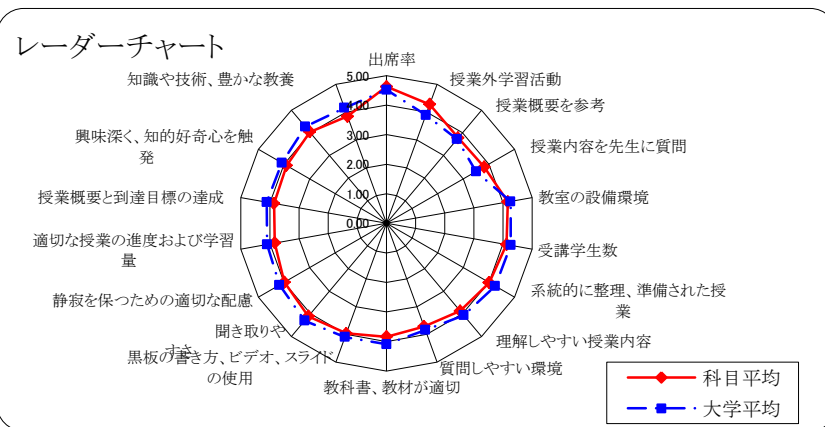 レーダーチャート
出席率
授業外学習活動
授業概要を参考
授業内容を先生に質問
教室の設備環境
受講学生数
系統的に整理、準備された授
業
理解しやすい授業内容
質問しやすい環境
教科書、教材が適切
黒板の書き方、ビデオ、スライド
の使用
聞き取りや
すさ
静寂を保つための適切な配慮
適切な授業の進度および学習
量
授業概要と到達目標の達成
興味深く、知的好奇心を触
発
知識や技術、豊かな教養
5.00
4.00
3.00
2.00
1.00
0.00
科目平均
大学平均